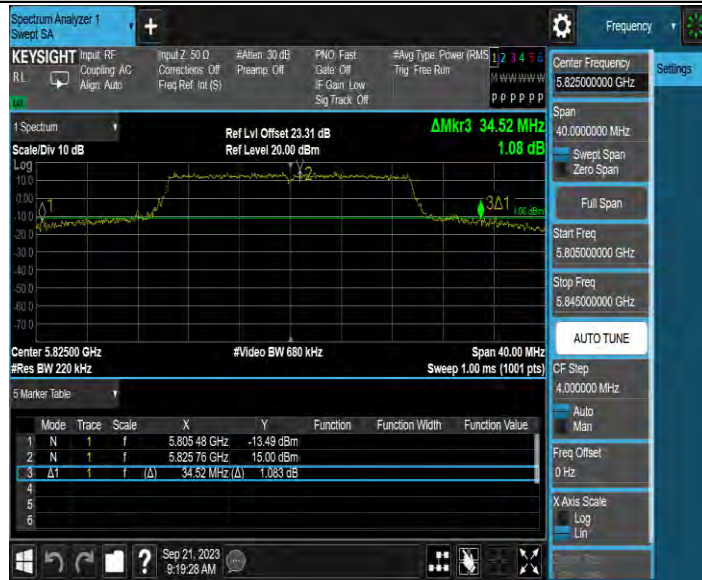 Spectrum Analyzer 1
Swept SA
+
Frequency
KEYSIGHT
RL
Input: RF
Coupling: AC
Align: Auto
Input Z: 50 Ω
Corrections: Off
Freq Ref: Int (S)
#Atten: 30 dB
Preamp: Off
PNO: Fast
Gate: Off
IF Gain: Low
Sig Track: Off
#Avg Type: Power (RMS
Trig: Free Run
1 2 3 4 5 6
M W W W W W
P P P P P P
Center Frequency
5.825000000 GHz
Settings
Span
40.0000000 MHz
Swept Span
Zero Span
Full Span
Start Freq
5.805000000 GHz
Stop Freq
5.845000000 GHz
AUTO TUNE
CF Step
4.000000 MHz
Auto
Man
Freq Offset
0 Hz
X Axis Scale
Log
Lin
1 Spectrum
Scale/Div 10 dB
Ref Lvl Offset 23.31 dB
Ref Level 20.00 dBm
ΔMkr3 34.52 MHz
1.08 dB
Log
10.0
0.00
-10.0
-20.0
-30.0
-40.0
-50.0
-60.0
-70.0
1
2
3Δ1
Center 5.82500 GHz
#Res BW 220 kHz
#Video BW 680 kHz
Span 40.00 MHz
Sweep 1.00 ms (1001 pts)
5 Marker Table
Mode Trace Scale X Y Function Function Width Function Value
1 N 1 f 5.805 48 GHz -13.49 dBm
2 N 1 f 5.825 76 GHz 15.00 dBm
3 Δ1 1 f (Δ) 34.52 MHz (Δ) 1.083 dB
4
5
6
?
Sep 21, 2023
9:19:28 AM